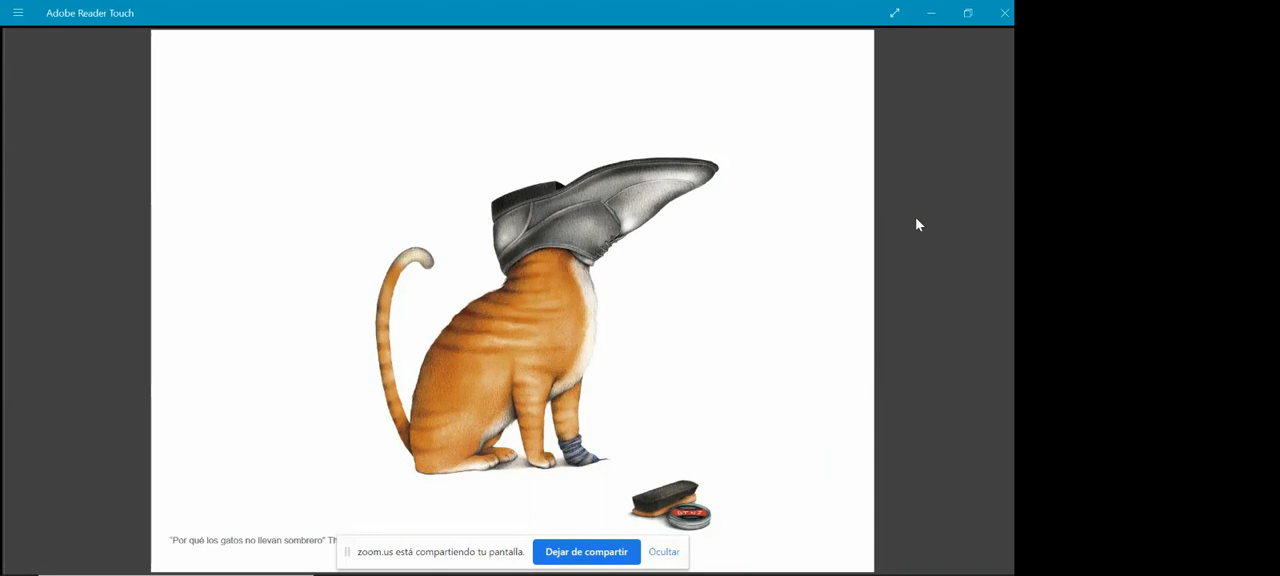 Adobe Reader Touch
"Por qué los gatos no llevan sombrero" Th
zoom.us está compartiendo tu pantalla.
Dejar de compartir
Ocultar